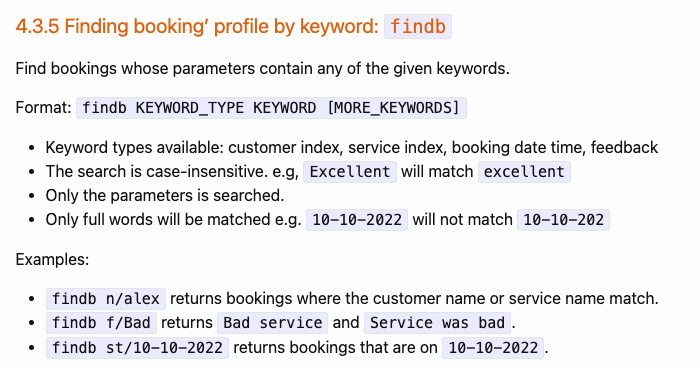 4.3.5 Finding booking’ profile by keyword: findb
Find bookings whose parameters contain any of the given keywords.
Format: findb KEYWORD_TYPE KEYWORD [MORE_KEYWORDS]
• Keyword types available: customer index, service index, booking date time, feedback
• The search is case-insensitive. e.g, Excellent will match excellent
• Only the parameters is searched.
• Only full words will be matched e.g. 10-10-2022 will not match 10-10-202
Examples:
• findb n/alex returns bookings where the customer name or service name match.
• findb f/Bad returns Bad service and Service was bad.
• findb st/10-10-2022 returns bookings that are on 10-10-2022.